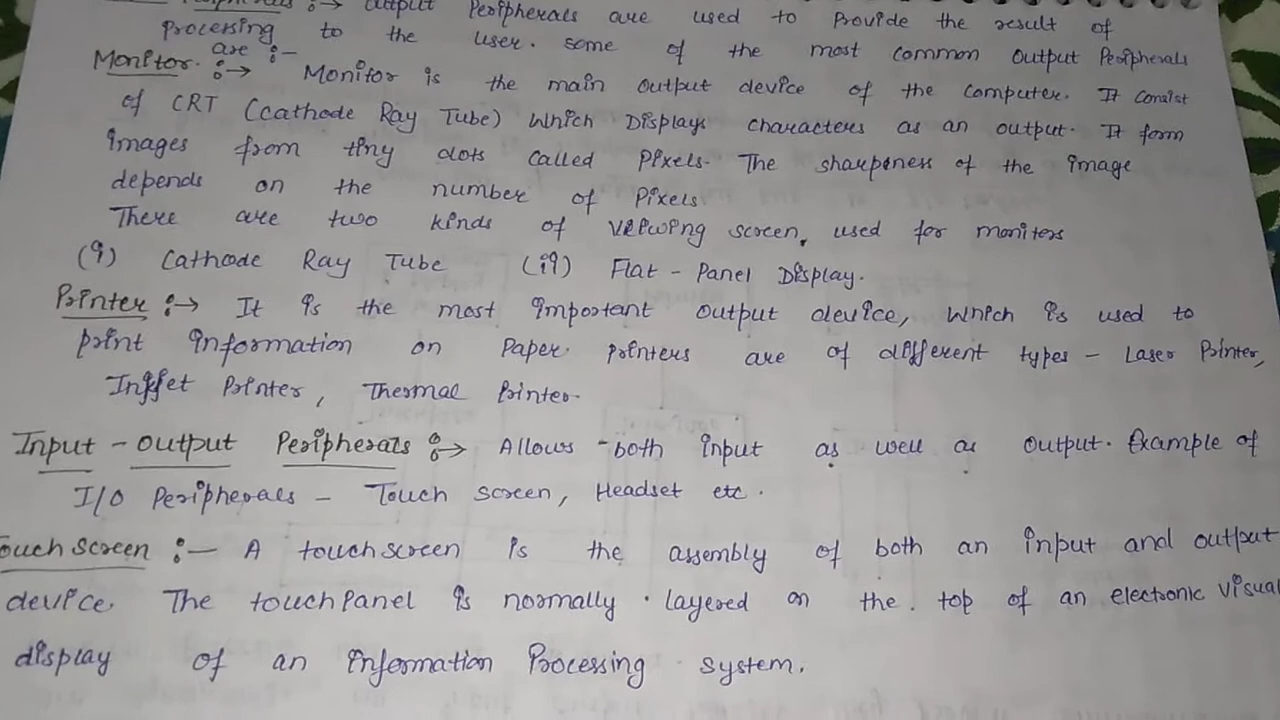 Peripherals :→ Output Peripherals are used to Provide the result of
Processing to the user. some of the most common Output Peripherals
are :-
Monitor. :→ Monitor is the main output device of the computer. It Consist
of CRT (Cathode Ray Tube) Which Displays characters as an output. It form
images from tiny dots called Pixels. The sharpeness of the image
depends on the number of Pixels
There are two kinds of Viewing screen, used for moniters
(i) Cathode Ray Tube (ii) Flat - Panel Display.
Printer :→ It is the most important output device, which is used to
print information on Paper. printers are of different types - Laser Printer,
Inkjet Printer, Thermal Printer.
Input - output Peripherals :→ Allows both input as well as output. Example of
I/O Peripherals - Touch screen, Headset etc.
Touch Screen :- A touch screen is the assembly of both an input and output
device. The touch Panel is normally layered on the top of an electronic visual
display of an information Processing system.